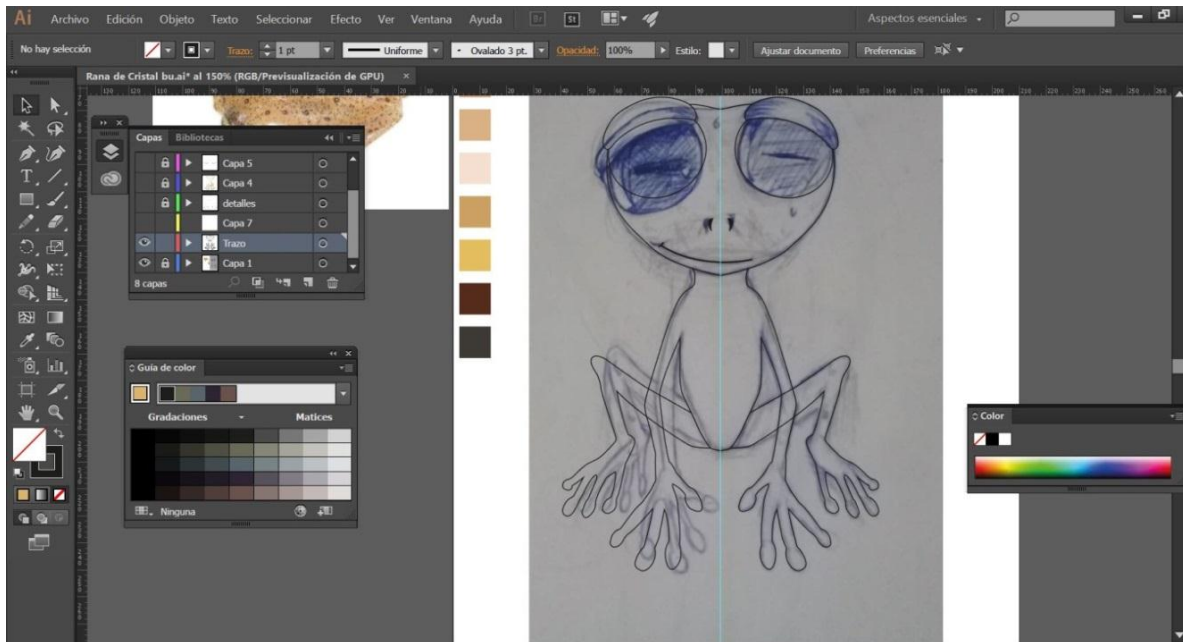 Ai Archivo Edición Objeto Texto Seleccionar Efecto Ver Ventana Ayuda Br St Aspectos esenciales
No hay selección Trazo: 1 pt Uniforme Ovalado 3 pt. Opacidad: 100% Estilo: Ajustar documento Preferencias
Rana de Cristal bu.ai* al 150% (RGB/Previsualización de GPU) ×
Capas Bibliotecas
Capa 5
Capa 4
detalles
Capa 7
Trazo
Capa 1
8 capas
Guía de color
Gradaciones Matices
Ninguna
Color